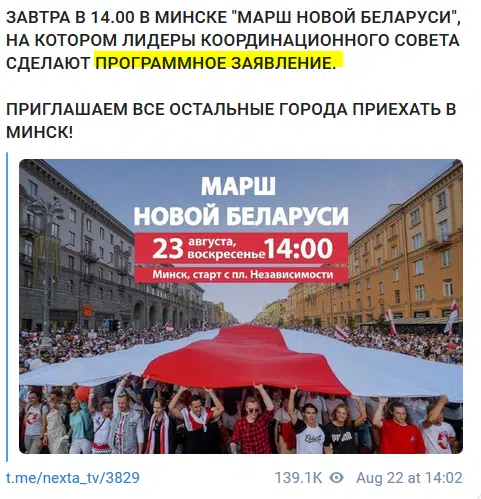 ЗАВТРА В 14.00 В МИНСКЕ "МАРШ НОВОЙ БЕЛАРУСИ",
НА КОТОРОМ ЛИДЕРЫ КООРДИНАЦИОННОГО СОВЕТА
СДЕЛАЮТ ПРОГРАММНОЕ ЗАЯВЛЕНИЕ.
ПРИГЛАШАЕМ ВСЕ ОСТАЛЬНЫЕ ГОРОДА ПРИЕХАТЬ В
МИНСК!
МАРШ
НОВОЙ БЕЛАРУСИ
23 августа, воскресенье 14:00
Минск, старт с пл. Независимости
t.me/nexta_tv/3829 139.1K Aug 22 at 14:02